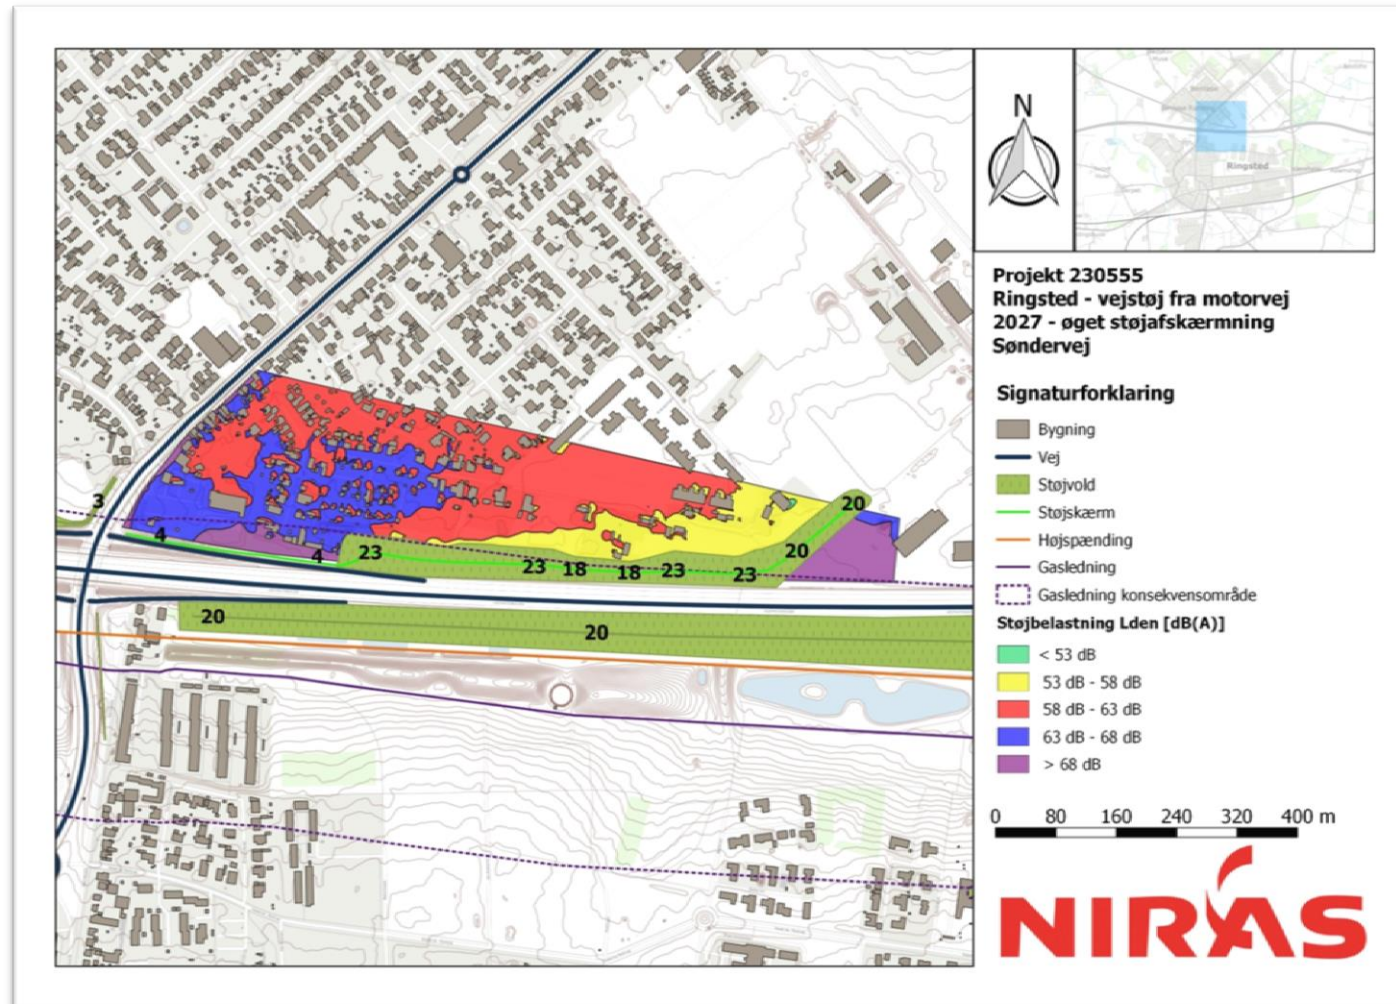 N
Ringsted
Projekt 230555
Ringsted - vejstøj fra motorvej
2027 - øget støjafskærmning
Søndervej
Signaturforklaring
Bygning
Vej
Støjvold
Støjskærm
Højspænding
Gasledning
Gasledning konsekvensområde
Støjbelastning Lden [dB(A)]
< 53 dB
53 dB - 58 dB
58 dB - 63 dB
63 dB - 68 dB
> 68 dB
0 80 160 240 320 400 m
NIRAS
3
20
4
4
23
20
23
18
18
23
23
20
20